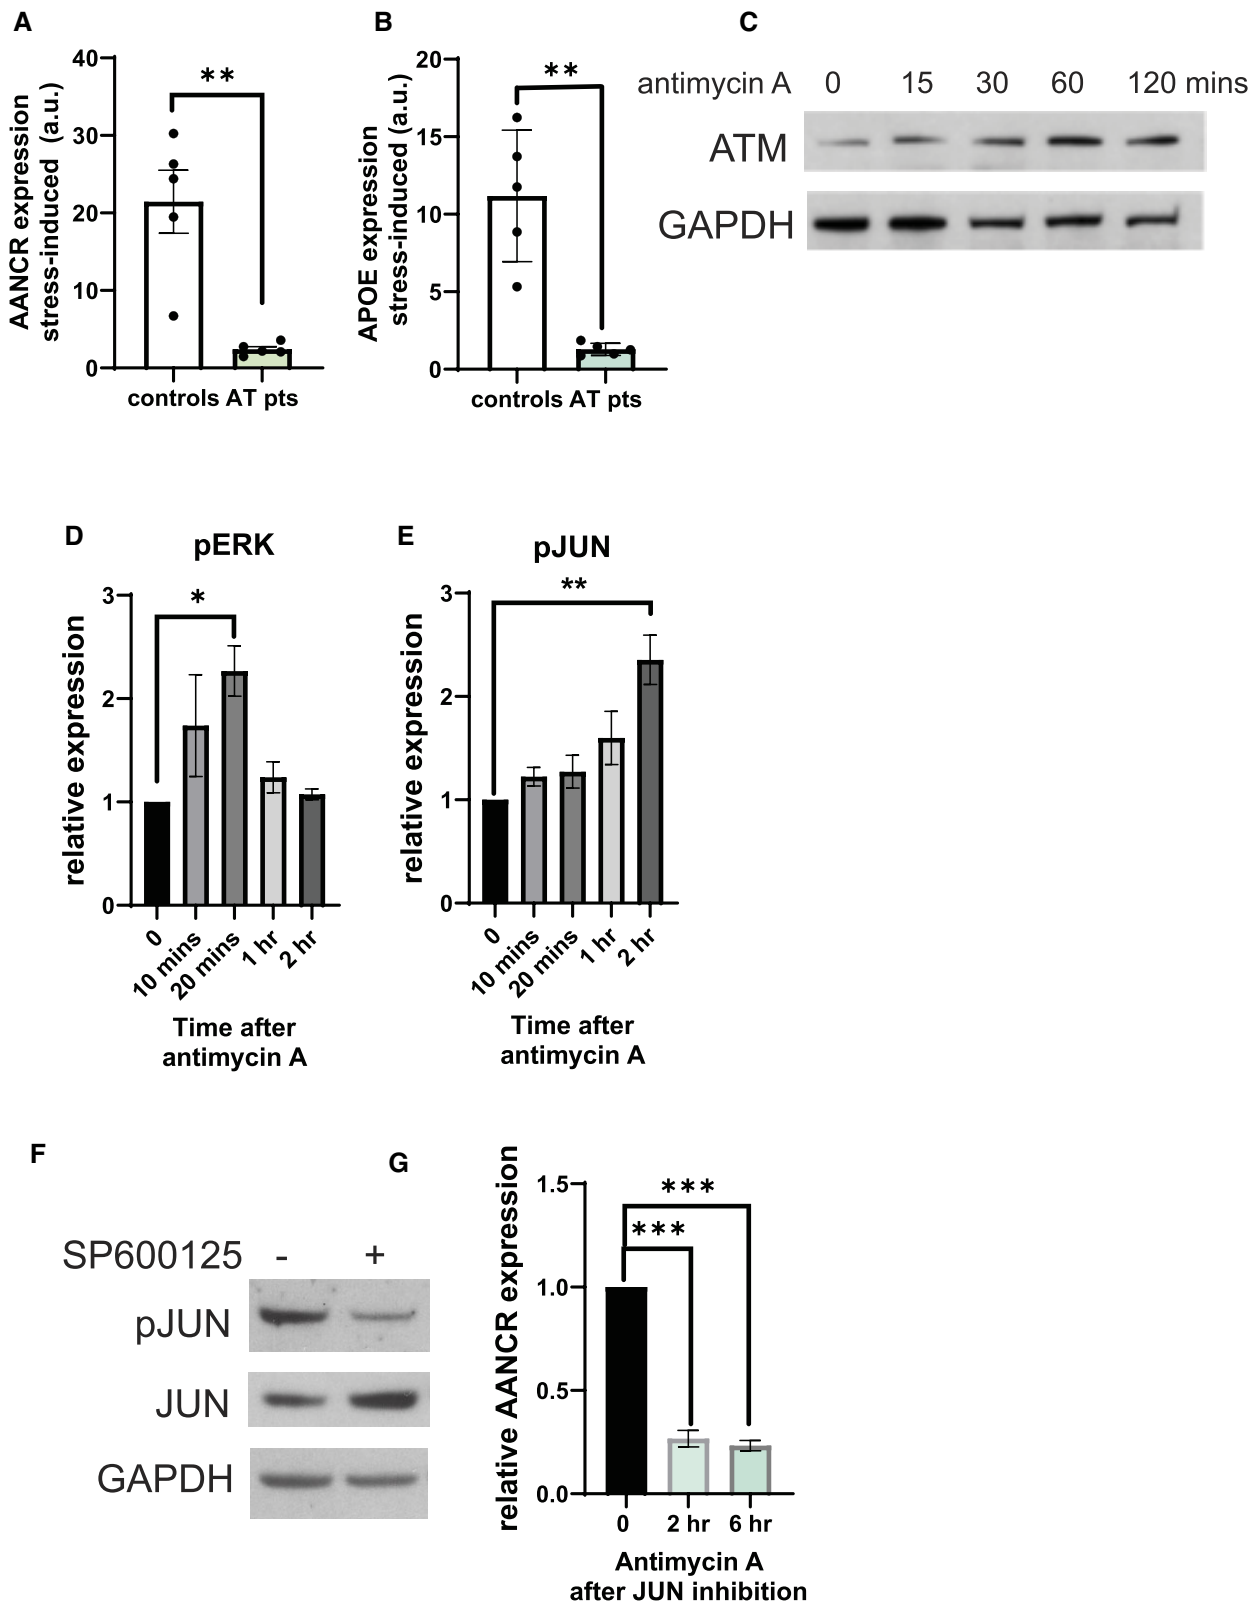 A
AANCR expression
stress-induced (a.u.)
40
30
20
10
0
**
controls AT pts
B
APOE expression
stress-induced (a.u.)
20
15
10
5
0
**
controls AT pts
C
antimycin A 0 15 30 60 120 mins
ATM
GAPDH
D
pERK
relative expression
3
2
1
0
*
0
10 mins
20 mins
1 hr
2 hr
Time after
antimycin A
E
pJUN
relative expression
3
2
1
0
**
0
10 mins
20 mins
1 hr
2 hr
Time after
antimycin A
F
SP600125 - +
pJUN
JUN
GAPDH
G
relative AANCR expression
1.5
1.0
0.5
0.0
***
***
0 2 hr 6 hr
Antimycin A
after JUN inhibition